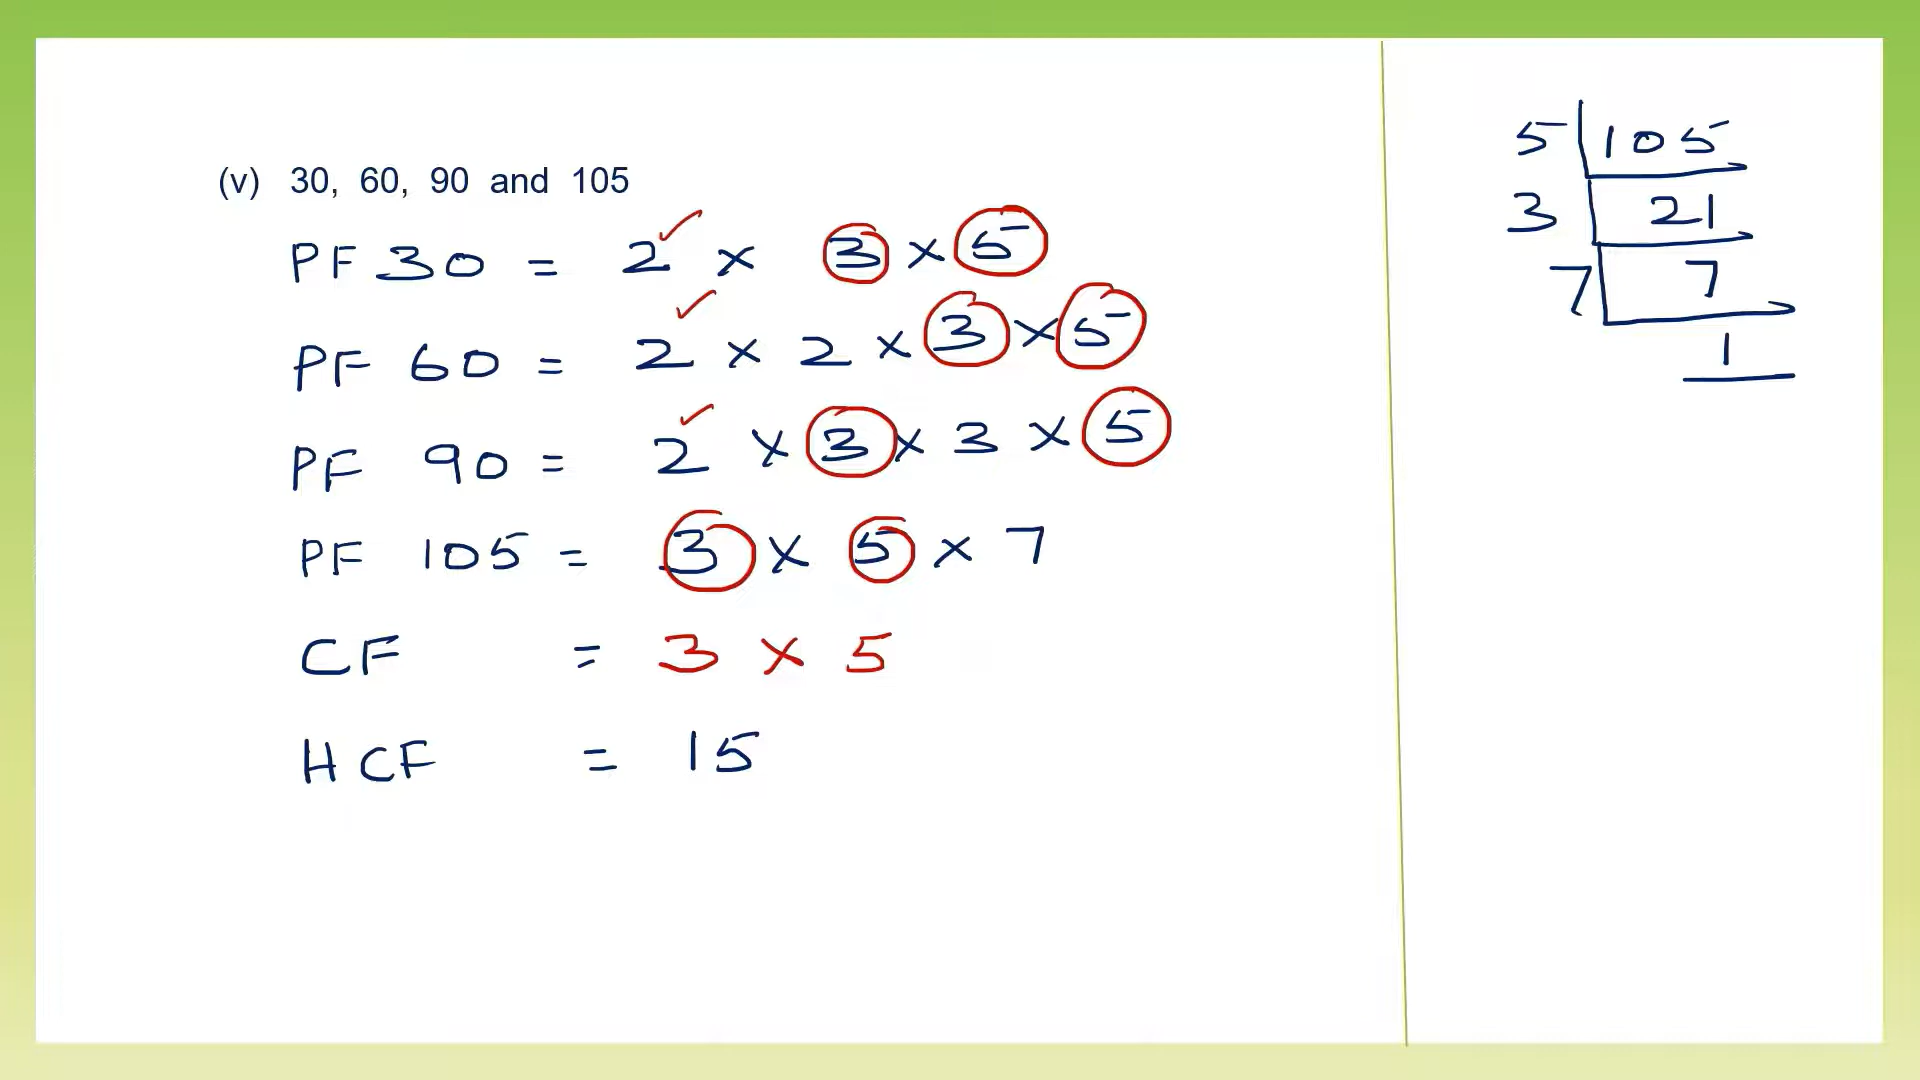 (v) 30, 60, 90 and 105
PF 30 = 2 × 3 × 5
PF 60 = 2 × 2 × 3 × 5
PF 90 = 2 × 3 × 3 × 5
PF 105 = 3 × 5 × 7
CF = 3 × 5
HCF = 15
5 105
3 21
7 7
1